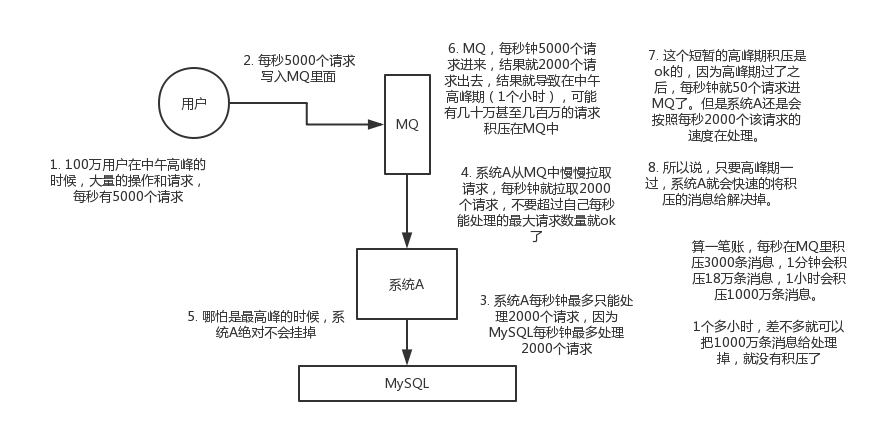 1. 100万用户在中午高峰的
时候，大量的操作和请求，
每秒有5000个请求
用户
2. 每秒5000个请求
写入MQ里面
MQ
3. 系统A每秒钟最多只能处
理2000个请求，因为
MySQL每秒钟最多处理
2000个请求
4. 系统A从MQ中慢慢拉取
请求，每秒钟就拉取2000
个请求，不要超过自己每秒
能处理的最大请求数量就ok
了
系统A
MySQL
5. 哪怕是最高峰的时候，系
统A绝对不会挂掉
6. MQ，每秒钟5000个请
求进来，结果就2000个请
求出去，结果就导致在中午
高峰期（1个小时），可能
有几十万甚至几百万的请求
积压在MQ中
7. 这个短暂的高峰期积压是
ok的，因为高峰期过了之
后，每秒钟就50个请求进
MQ了。但是系统A还是会
按照每秒2000个该请求的
速度在处理。
8. 所以说，只要高峰期一
过，系统A就会快速的将积
压的消息给解决掉。
算一笔账，每秒在MQ里积
压3000条消息，1分钟会积
压18万条消息，1小时会积
压1000万条消息。
1个多小时，差不多就可以
把1000万条消息给处理
掉，就没有积压了